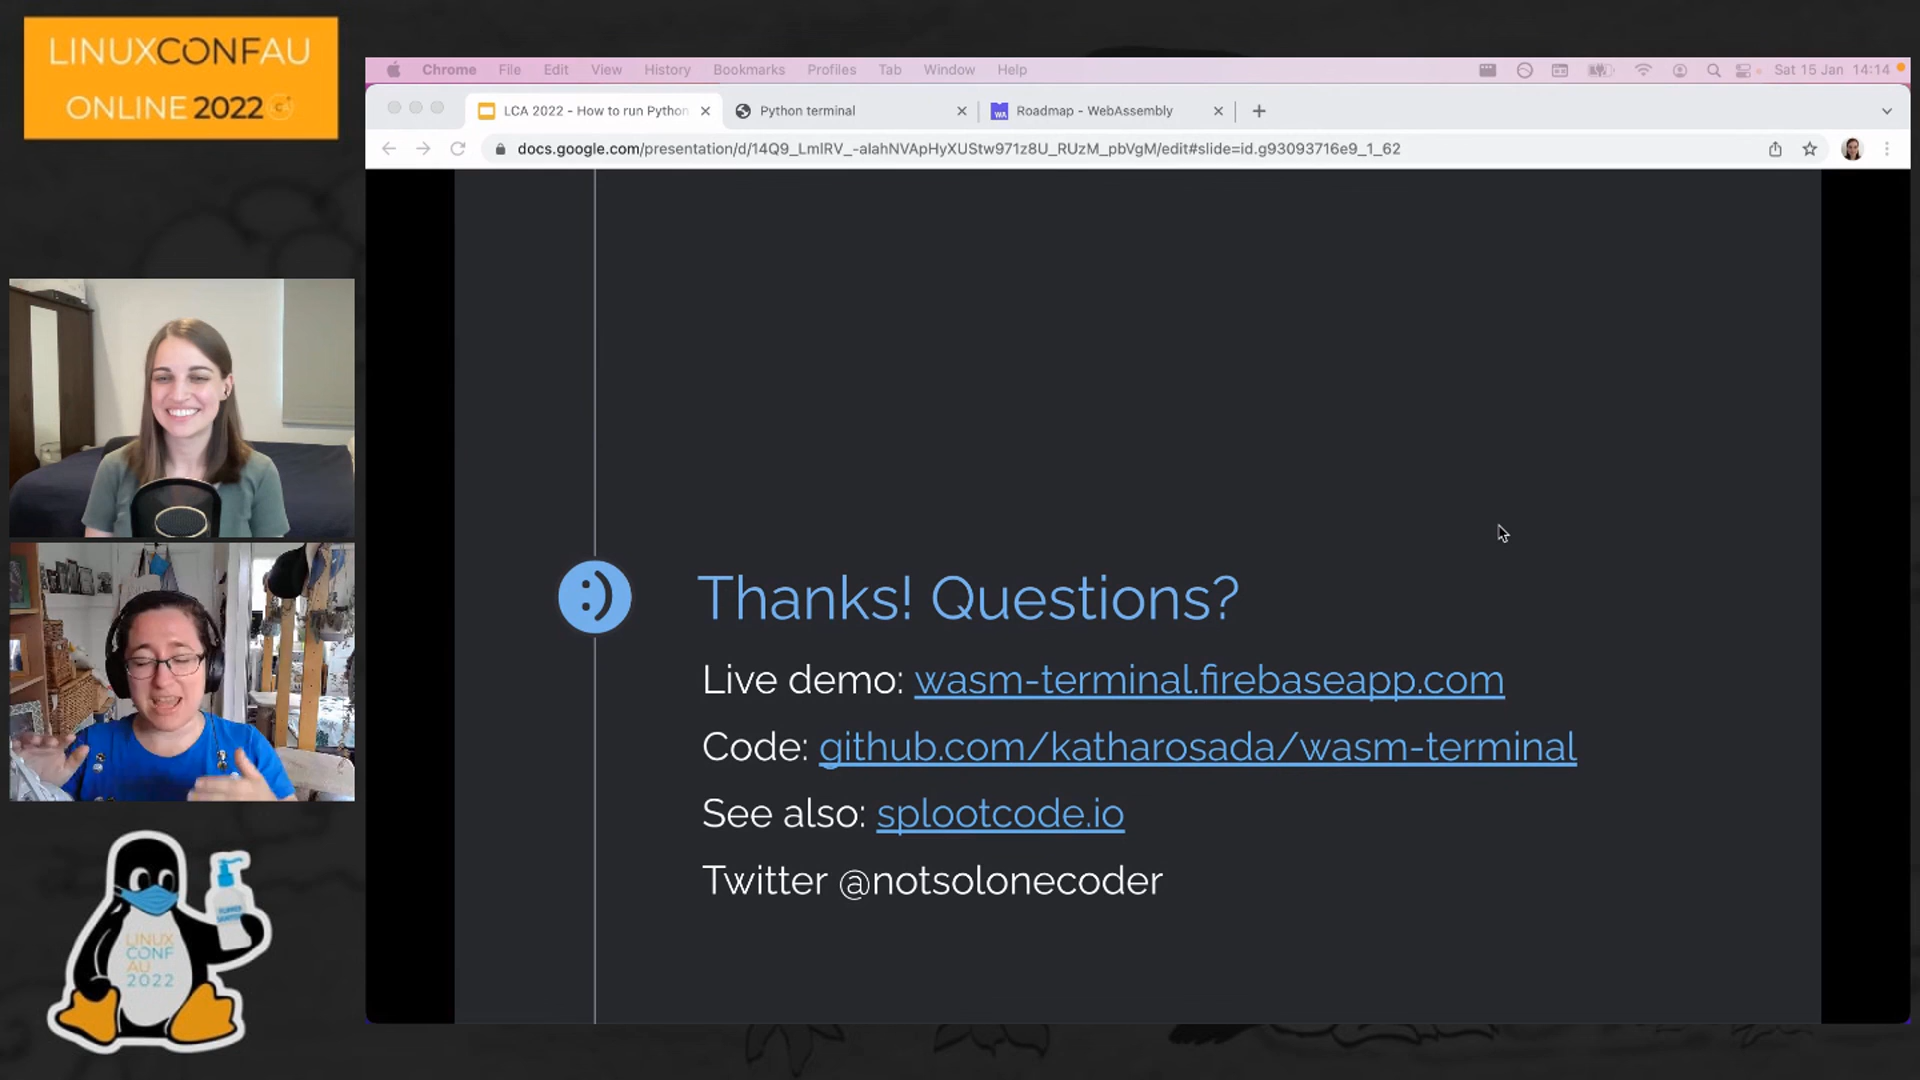 LINUXCONFAU
ONLINE 2022
Chrome File Edit View History Bookmarks Profiles Tab Window Help
Sat 15 Jan 14:14
LCA 2022 - How to run Python
Python terminal
WA
Roadmap - WebAssembly
docs.google.com/presentation/d/14Q9_LmlRV_-alahNVApHyXUStw971z8U_RUzM_pbVgM/edit#slide=id.g93093716e9_1_62
:)
Thanks! Questions?
Live demo: wasm-terminal.firebaseapp.com
Code: github.com/katharosada/wasm-terminal
See also: splootcode.io
Twitter @notsolonecoder
LINUX
CONF
AU
2022